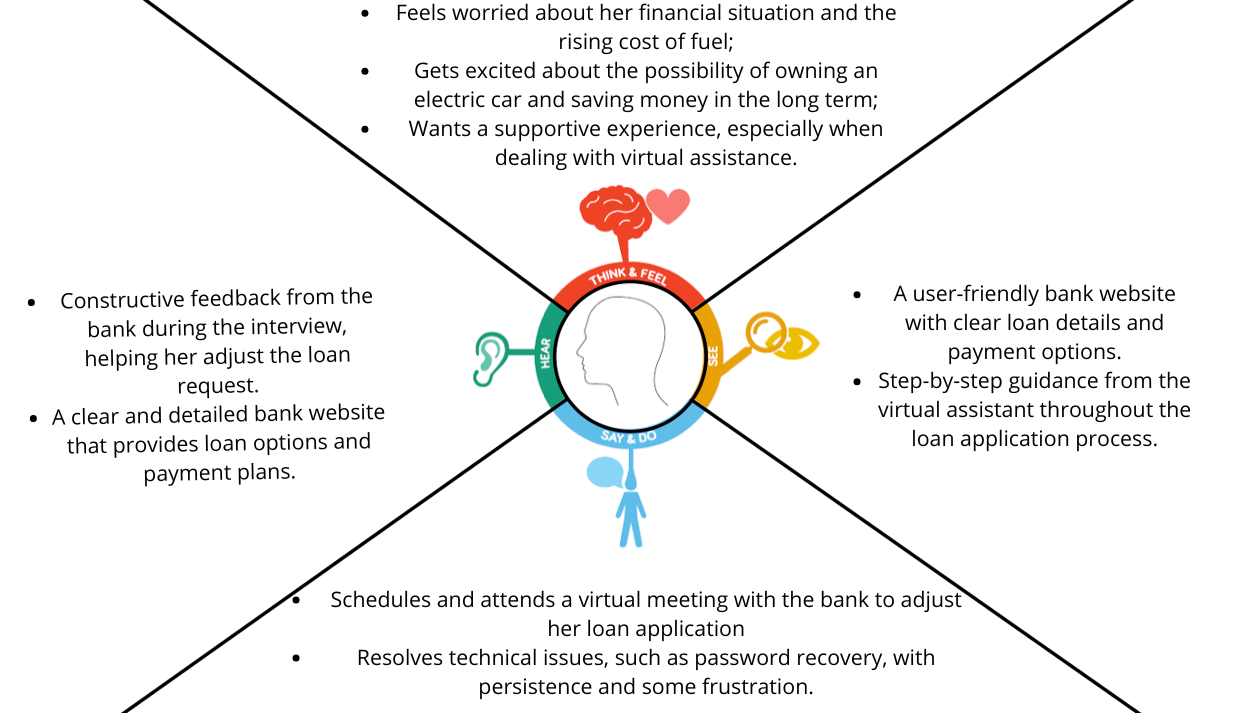 • Feels worried about her financial situation and the
rising cost of fuel;
• Gets excited about the possibility of owning an
electric car and saving money in the long term;
• Wants a supportive experience, especially when
dealing with virtual assistance.
THINK & FEEL
• Constructive feedback from the
bank during the interview,
helping her adjust the loan
request.
• A clear and detailed bank website
that provides loan options and
payment plans.
HEAR
SEE
• A user-friendly bank website
with clear loan details and
payment options.
• Step-by-step guidance from the
virtual assistant throughout the
loan application process.
SAY & DO
• Schedules and attends a virtual meeting with the bank to adjust
her loan application
• Resolves technical issues, such as password recovery, with
persistence and some frustration.